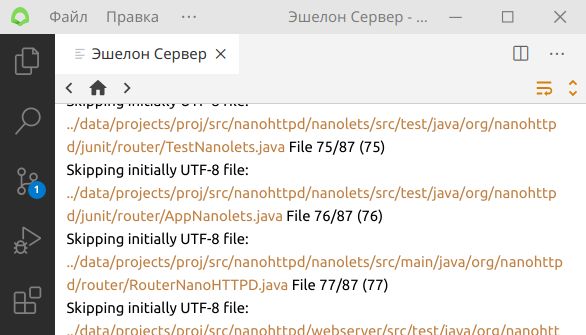 Файл Правка ··· Эшелон Сервер - ...
Эшелон Сервер
Skipping initially UTF-8 file:
../data/projects/proj/src/nanohttpd/nanolets/src/test/java/org/nanohttp
d/junit/router/TestNanolets.java File 75/87 (75)
Skipping initially UTF-8 file:
../data/projects/proj/src/nanohttpd/nanolets/src/test/java/org/nanohttp
d/junit/router/AppNanolets.java File 76/87 (76)
1
Skipping initially UTF-8 file:
../data/projects/proj/src/nanohttpd/nanolets/src/main/java/org/nanohttp
d/router/RouterNanoHTTPD.java File 77/87 (77)
Skipping initially UTF-8 file:
../data/projects/proj/src/nanohttpd/webserver/src/test/java/org/nanohtt